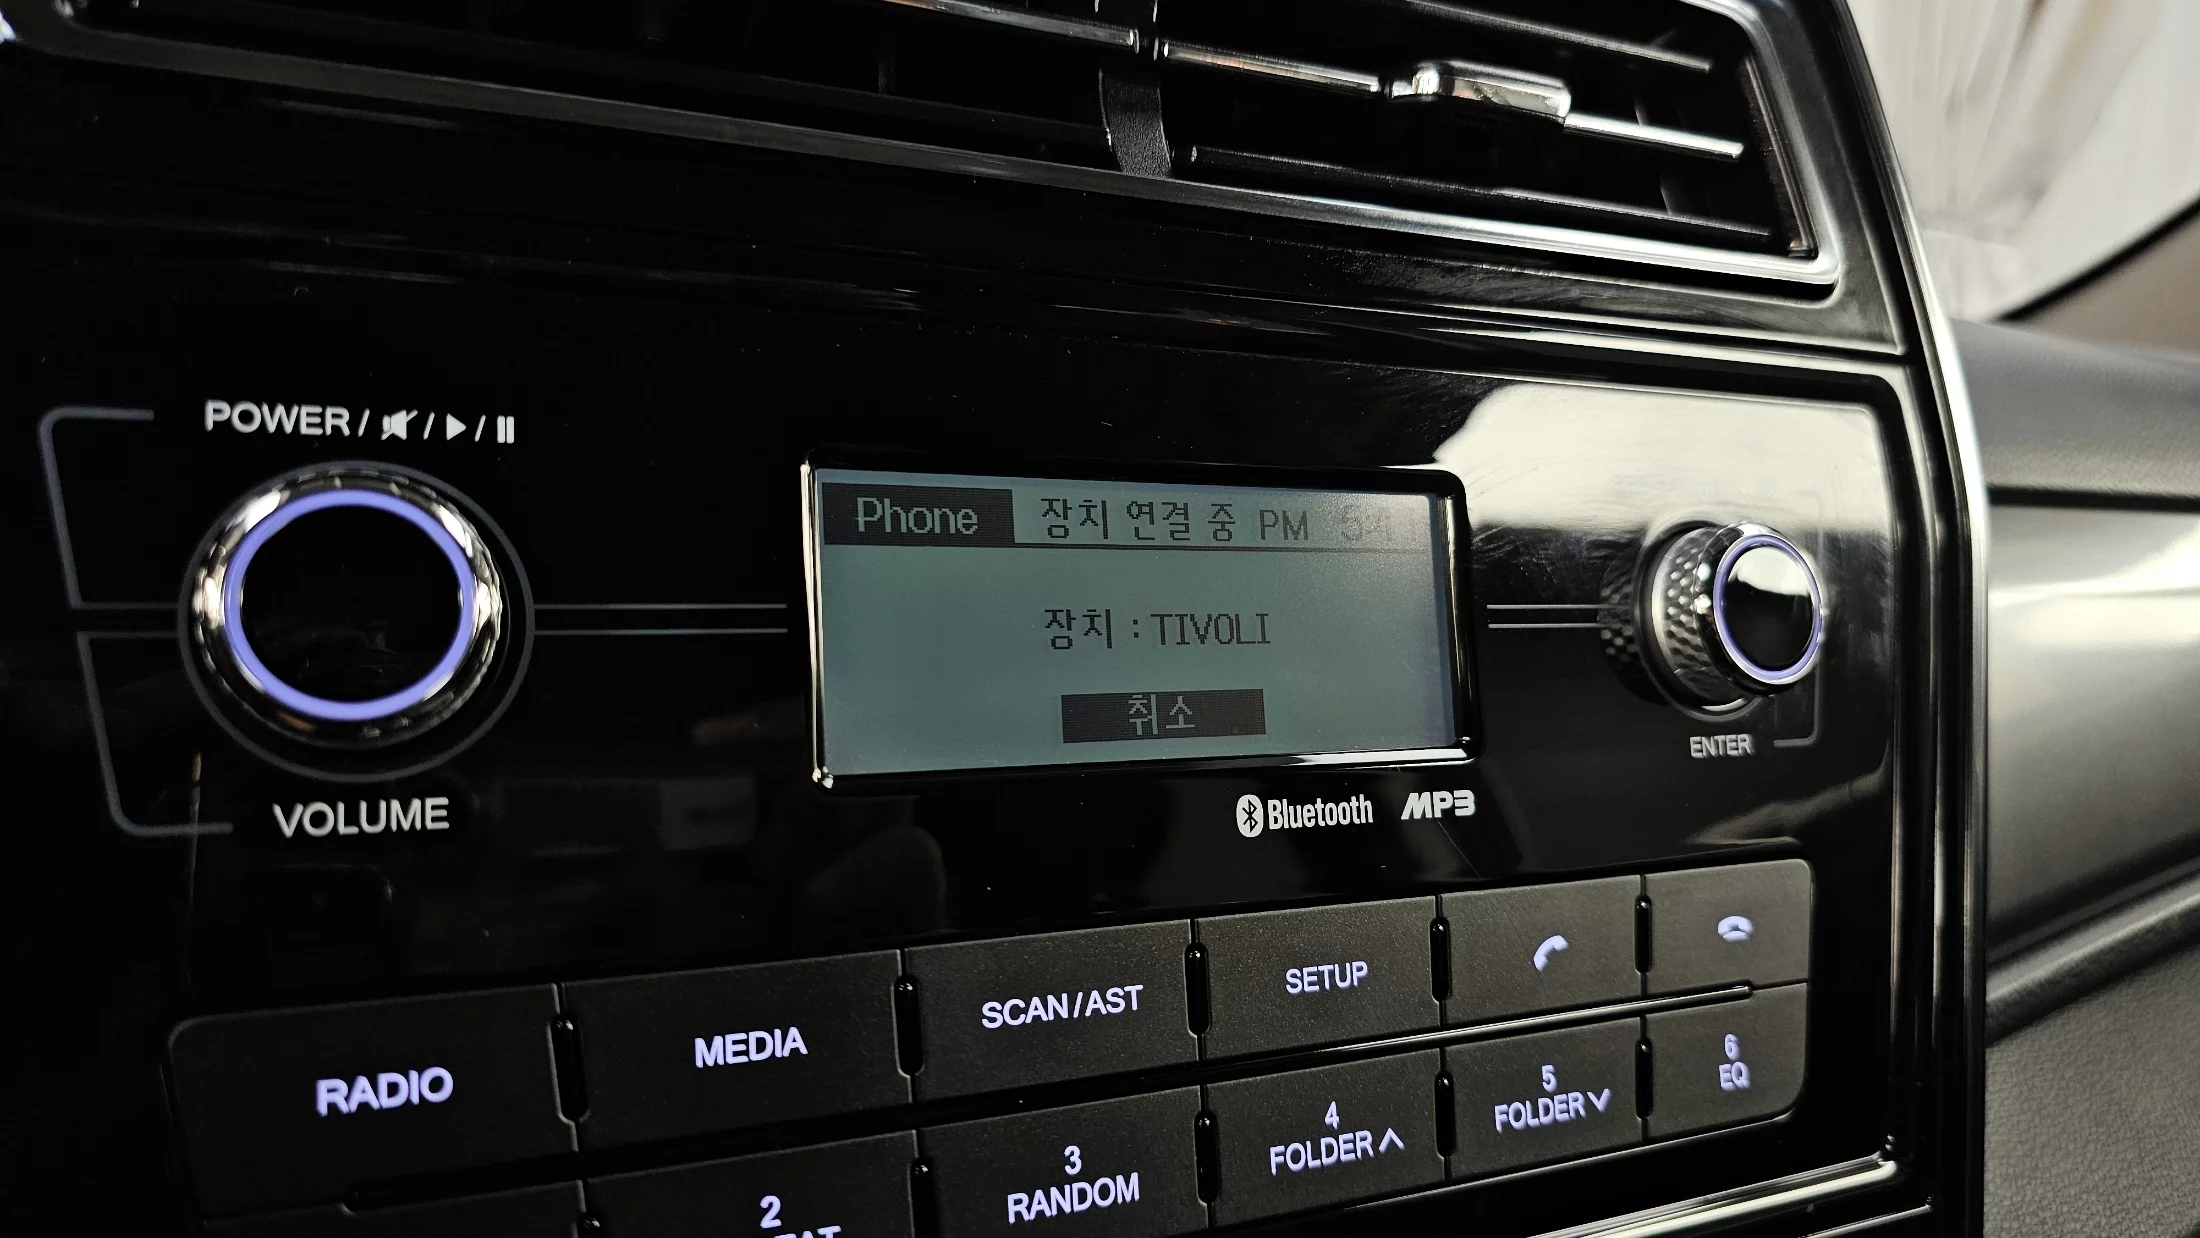 POWER /
VOLUME
Phone 장치 연결 중 PM
장치 : TIVOLI
취소
Bluetooth MP3
ENTER
RADIO
MEDIA
SCAN/AST
SETUP
2
3
RANDOM
4
FOLDER
5
FOLDER
6
EQ